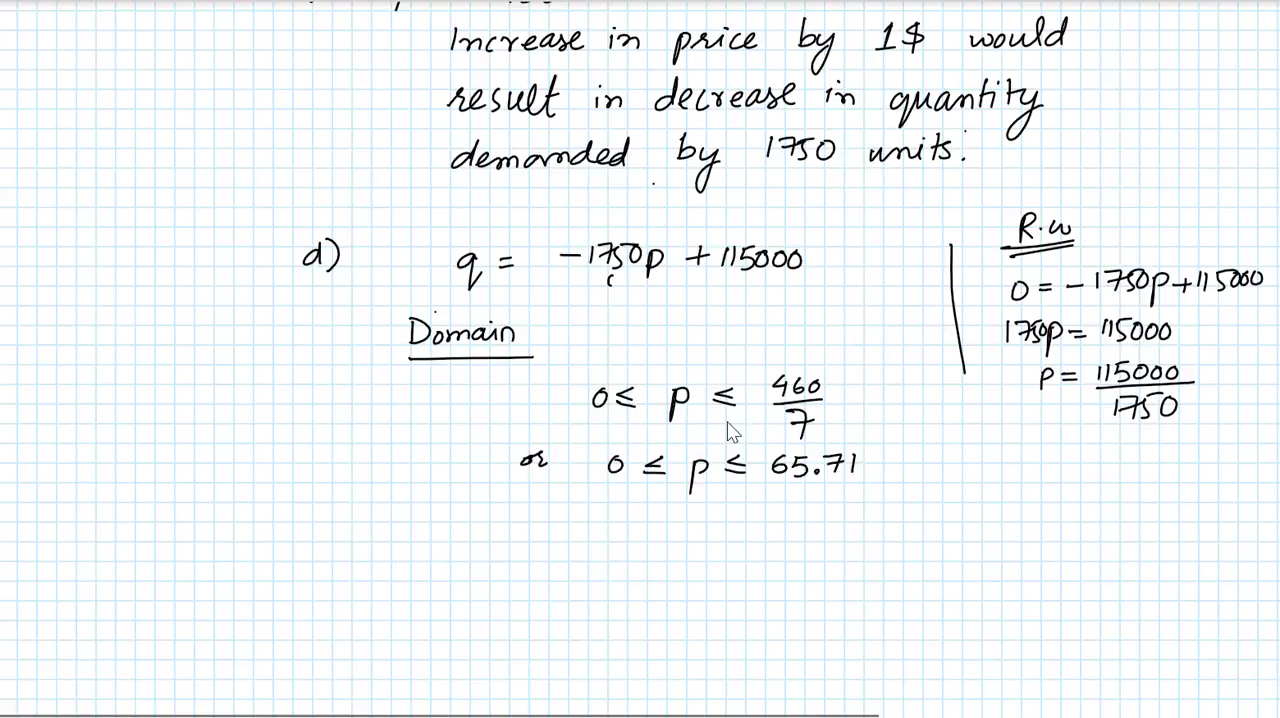 Increase in price by 1$ would
result in decrease in quantity
demanded by 1750 units.
d) q = -1750p + 115000
Domain
0 ≤ p ≤ 460/7
or 0 ≤ p ≤ 65.71
R.w
0 = -1750p + 115000
1750p = 115000
p = 115000/1750